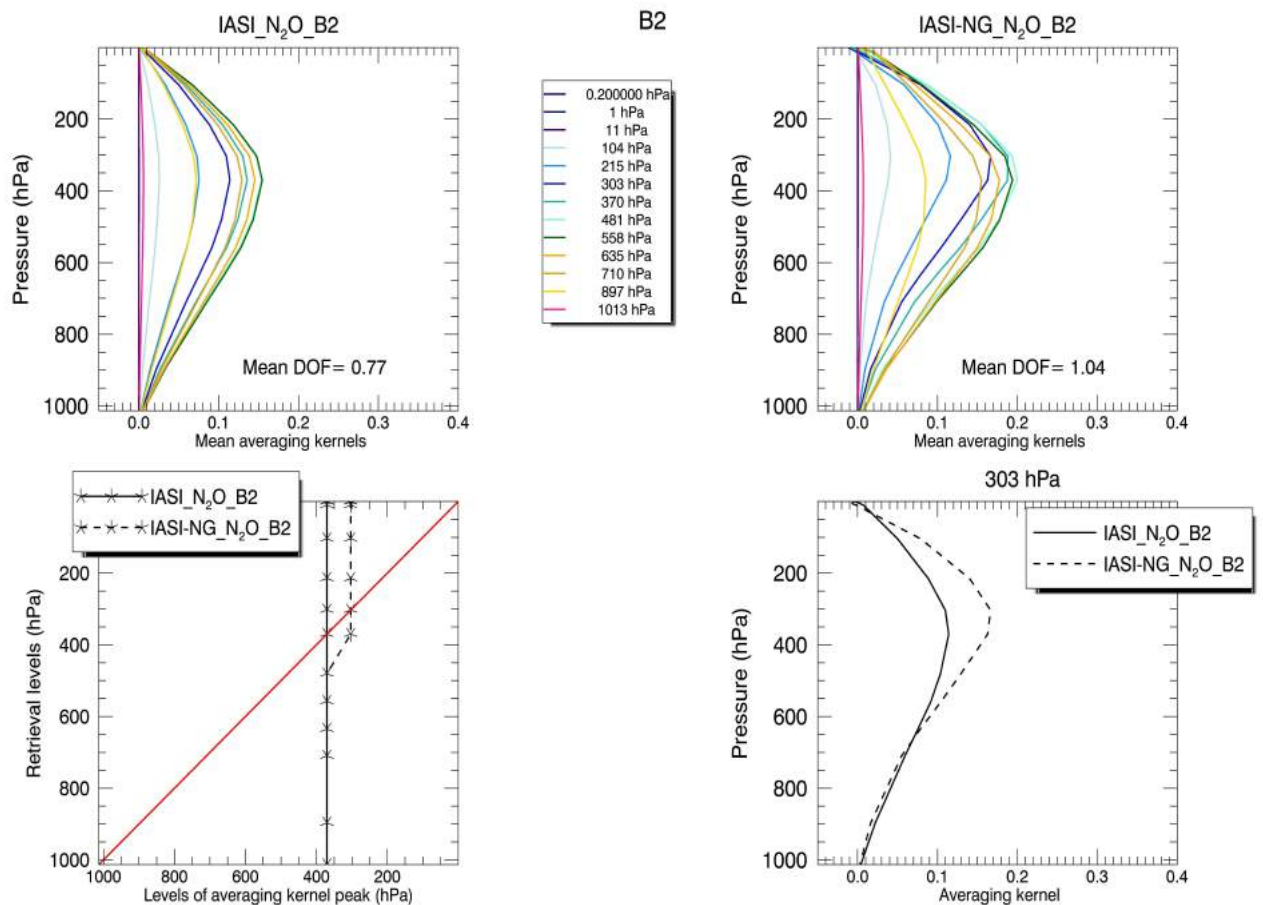 IASI_N₂O_B2
B2
IASI-NG_N₂O_B2
200
400
600
800
1000
Pressure (hPa)
Mean DOF= 0.77
0.0 0.1 0.2 0.3 0.4
Mean averaging kernels
0.200000 hPa
1 hPa
11 hPa
104 hPa
215 hPa
303 hPa
370 hPa
481 hPa
558 hPa
635 hPa
710 hPa
897 hPa
1013 hPa
200
400
600
800
1000
Pressure (hPa)
Mean DOF= 1.04
0.0 0.1 0.2 0.3 0.4
Mean averaging kernels
IASI_N₂O_B2
IASI-NG_N₂O_B2
200
400
600
800
1000
Retrieval levels (hPa)
1000 800 600 400 200
Levels of averaging kernel peak (hPa)
303 hPa
IASI_N₂O_B2
IASI-NG_N₂O_B2
200
400
600
800
1000
Pressure (hPa)
0.0 0.1 0.2 0.3 0.4
Averaging kernel